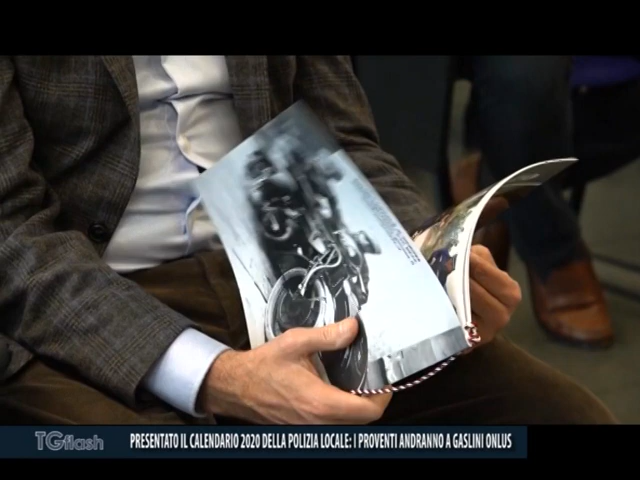 TGflash
PRESENTATO IL CALENDARIO 2020 DELLA POLIZIA LOCALE: I PROVENTI ANDRANNO A GASLINI ONLUS